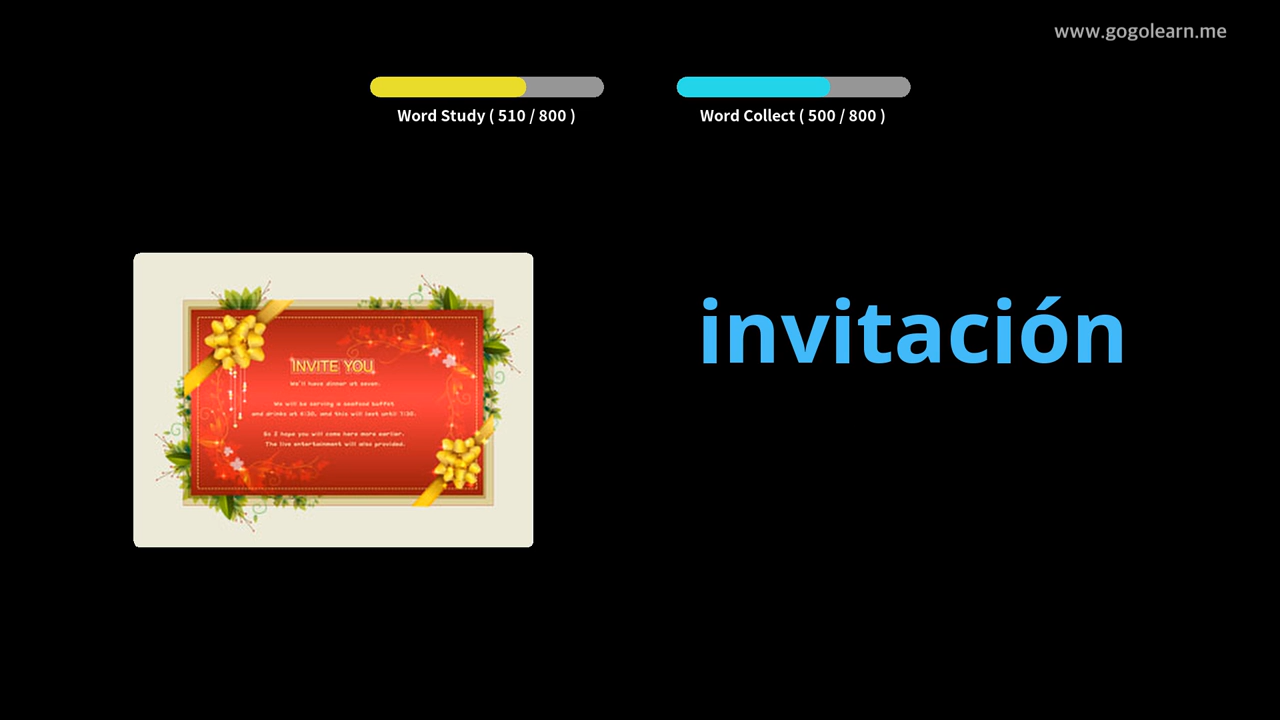 www.gogolearn.me
Word Study ( 510 / 800 )
Word Collect ( 500 / 800 )
invitación
INVITE YOU
We'll have dinner at seven.
We will be serving a seafood buffet
and drinks at 6:30, and this will last until 7:30.
So I hope you will come here more earlier.
The live entertainment will also provided.